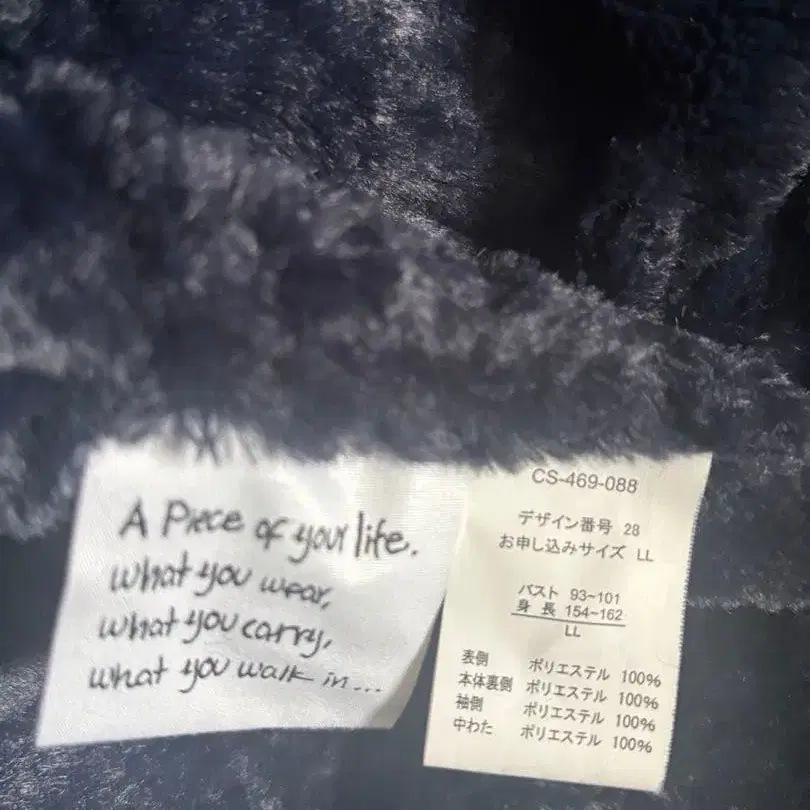 A Piece of your life.
what you wear,
what you carry,
what you walk in...
CS-469-088
デザイン番号 28
お申し込みサイズ LL
バスト 93~101
身長 154~162
LL
表側 ポリエステル 100%
本体裏側 ポリエステル 100%
袖側 ポリエステル 100%
中わた ポリエステル 100%